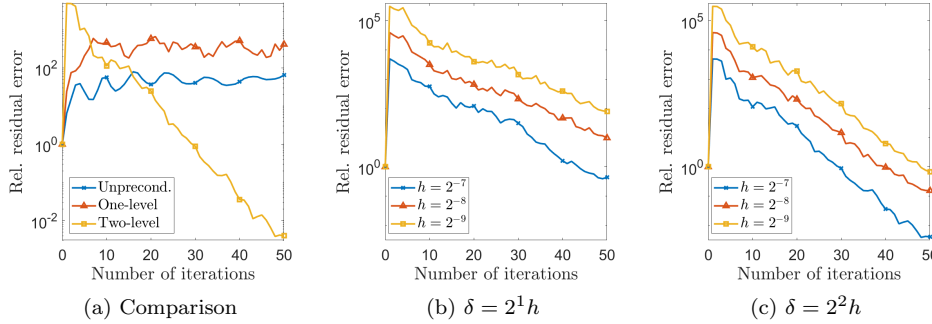 Rel. residual error
10^2
10^0
10^-2
Unprecond.
One-level
Two-level
0 10 20 30 40 50
Number of iterations
(a) Comparison
Rel. residual error
10^5
10^0
h = 2^-7
h = 2^-8
h = 2^-9
0 10 20 30 40 50
Number of iterations
(b) δ = 2^1h
Rel. residual error
10^5
10^0
h = 2^-7
h = 2^-8
h = 2^-9
0 10 20 30 40 50
Number of iterations
(c) δ = 2^2h